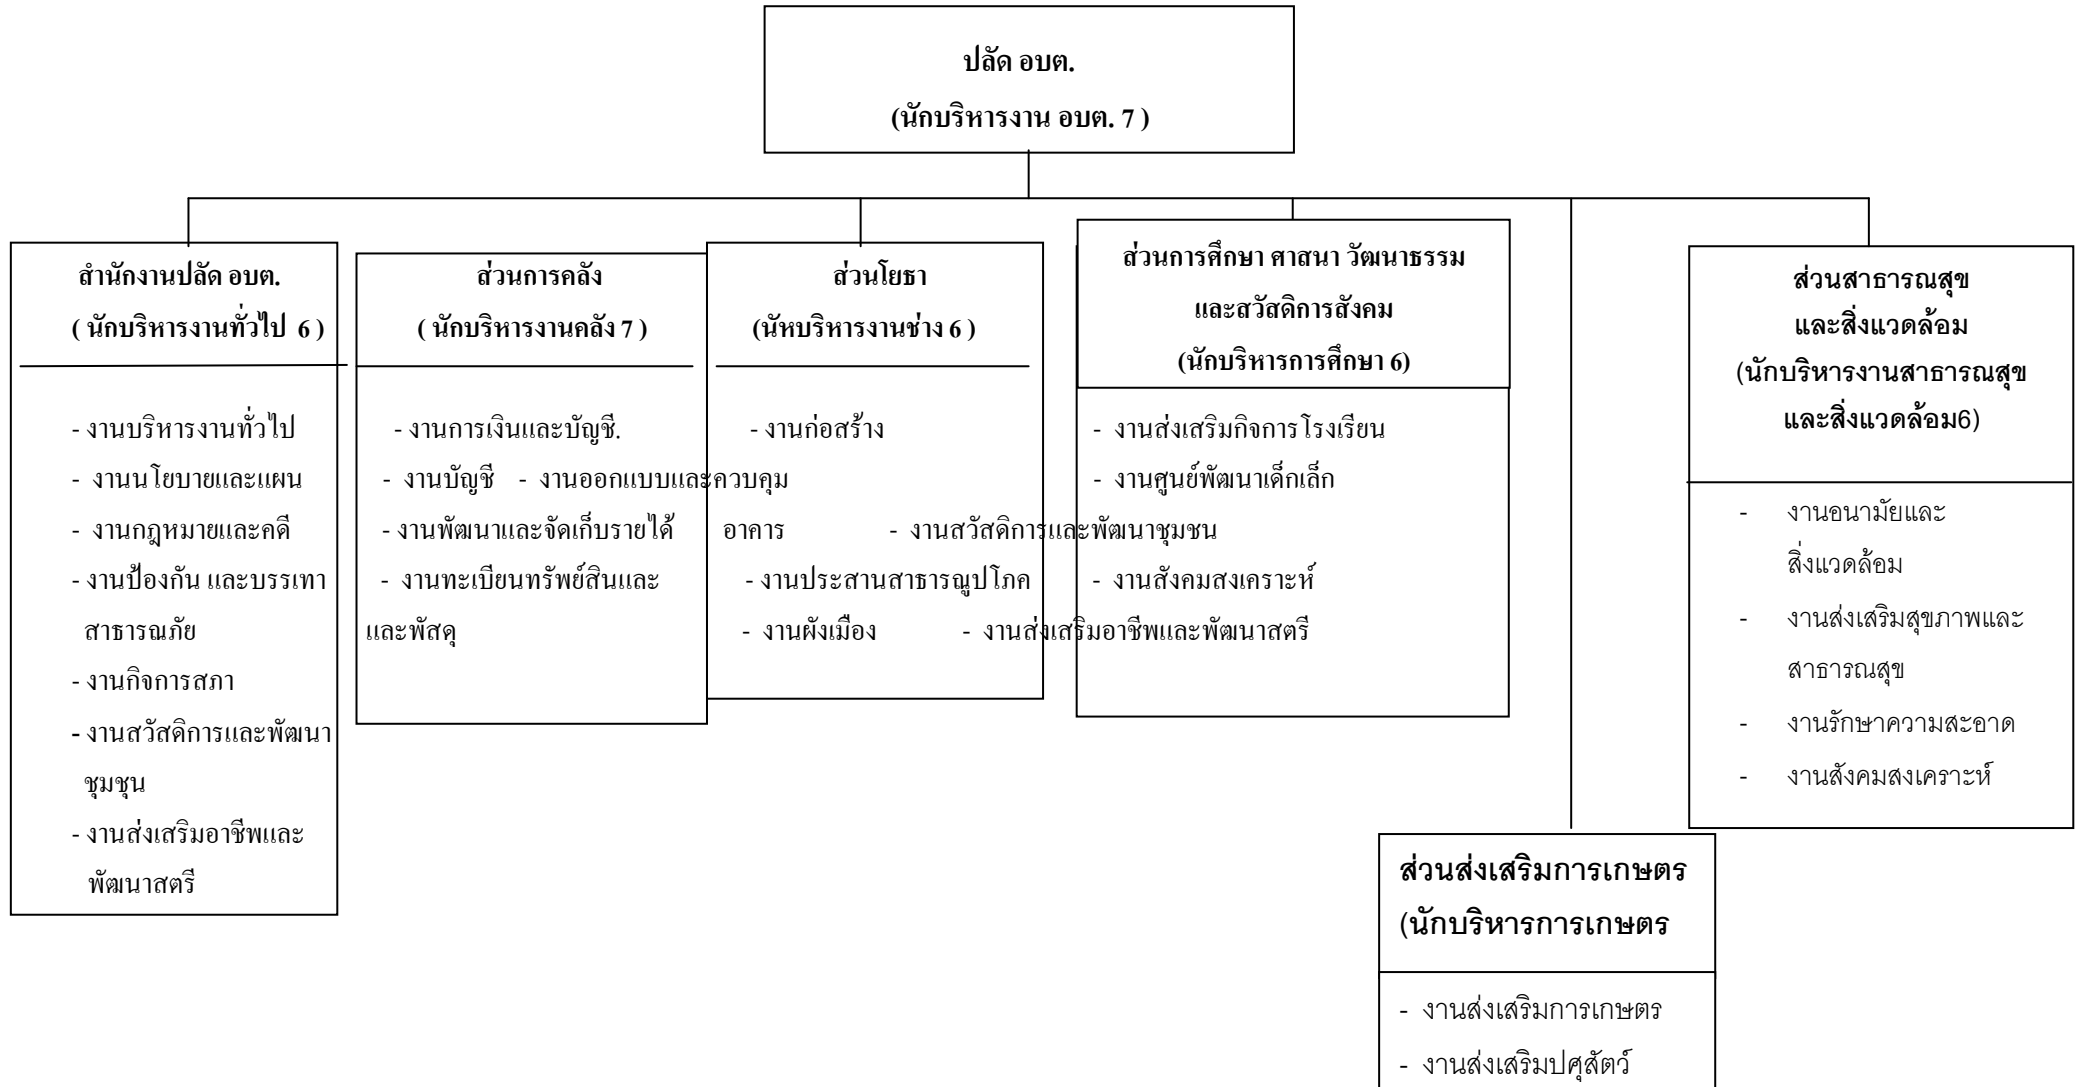 ปลัด อบต.
(นักบริหารงาน อบต. 7 )
สำนักงานปลัด อบต.
( นักบริหารงานทั่วไป 6 )
- งานบริหารงานทั่วไป
- งานนโยบายและแผน
- งานกฎหมายและคดี
- งานป้องกัน และบรรเทา
สาธารณภัย
- งานกิจการสภา
- งานสวัสดิการและพัฒนา
ชุมชุน
- งานส่งเสริมอาชีพและ
พัฒนาสตรี
ส่วนการคลัง
( นักบริหารงานคลัง 7 )
- งานการเงินและบัญชี.
- งานบัญชี
- งานพัฒนาและจัดเก็บรายได้
- งานทะเบียนทรัพย์สินและ
และพัสดุ
ส่วนโยธา
(นัหบริหารงานช่าง 6 )
- งานก่อสร้าง
- งานออกแบบและควบคุม
อาคาร
- งานประสานสาธารณูปโภค
- งานผังเมือง
ส่วนการศึกษา ศาสนา วัฒนาธรรม
และสวัสดิการสังคม
(นักบริหารการศึกษา 6)
- งานส่งเสริมกิจการโรงเรียน
- งานศูนย์พัฒนาเด็กเล็ก
- งานสวัสดิการและพัฒนาชุมชน
- งานสังคมสงเคราะห์
- งานส่งเสริมอาชีพและพัฒนาสตรี
ส่วนส่งเสริมการเกษตร
(นักบริหารการเกษตร
- งานส่งเสริมการเกษตร
- งานส่งเสริมปศุสัตว์
ส่วนสาธารณสุข
และสิ่งแวดล้อม
(นักบริหารงานสาธารณสุข
และสิ่งแวดล้อม6)
- งานอนามัยและ
สิ่งแวดล้อม
- งานส่งเสริมสุขภาพและ
สาธารณสุข
- งานรักษาความสะอาด
- งานสังคมสงเคราะห์